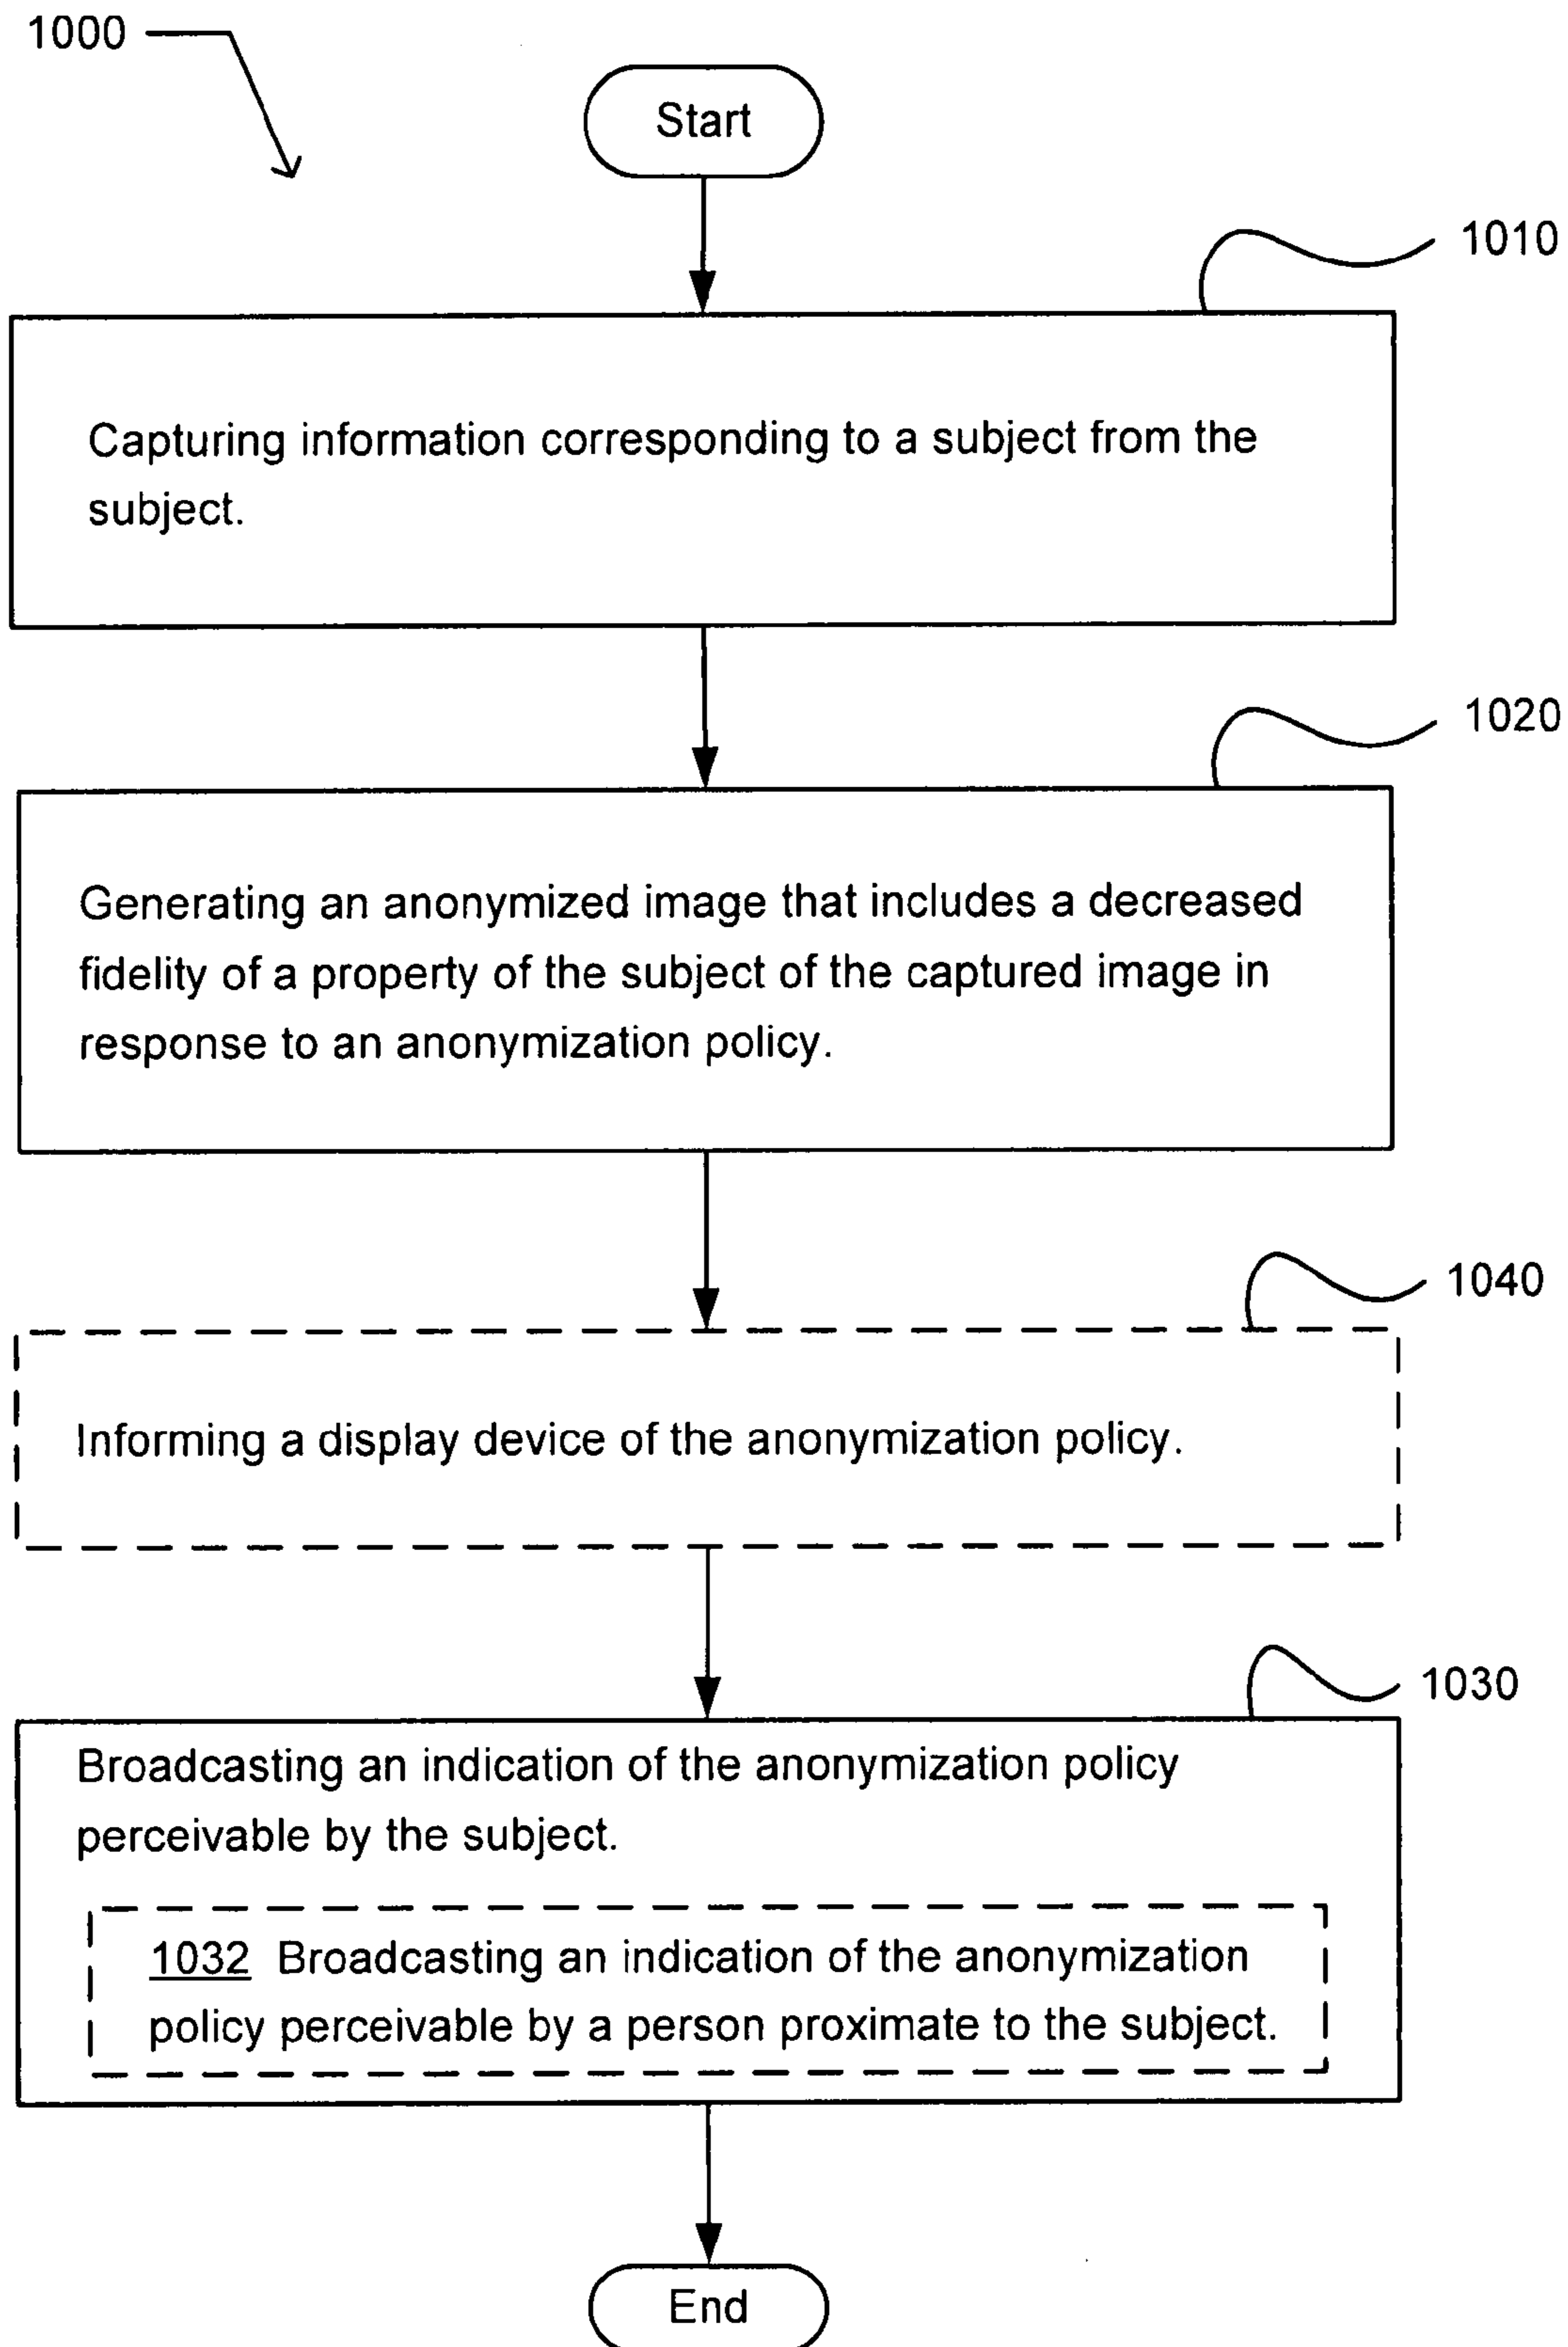 1000
Start
1010
Capturing information corresponding to a subject from the
subject.
1020
Generating an anonymized image that includes a decreased
fidelity of a property of the subject of the captured image in
response to an anonymization policy.
1040
Informing a display device of the anonymization policy.
1030
Broadcasting an indication of the anonymization policy
perceivable by the subject.
1032 Broadcasting an indication of the anonymization
policy perceivable by a person proximate to the subject.
End